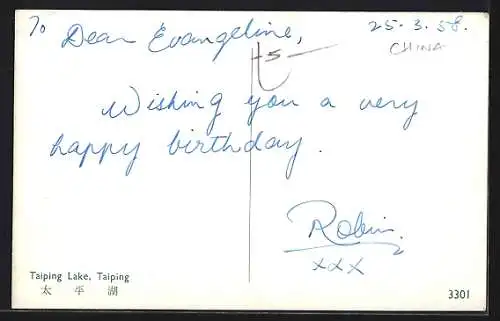 To
25.3.58.
Dear Evangeline,
CHINA
Wishing you a very
happy birthday.
Robin.
xxx
Taiping Lake, Taiping
太 平 湖
3301